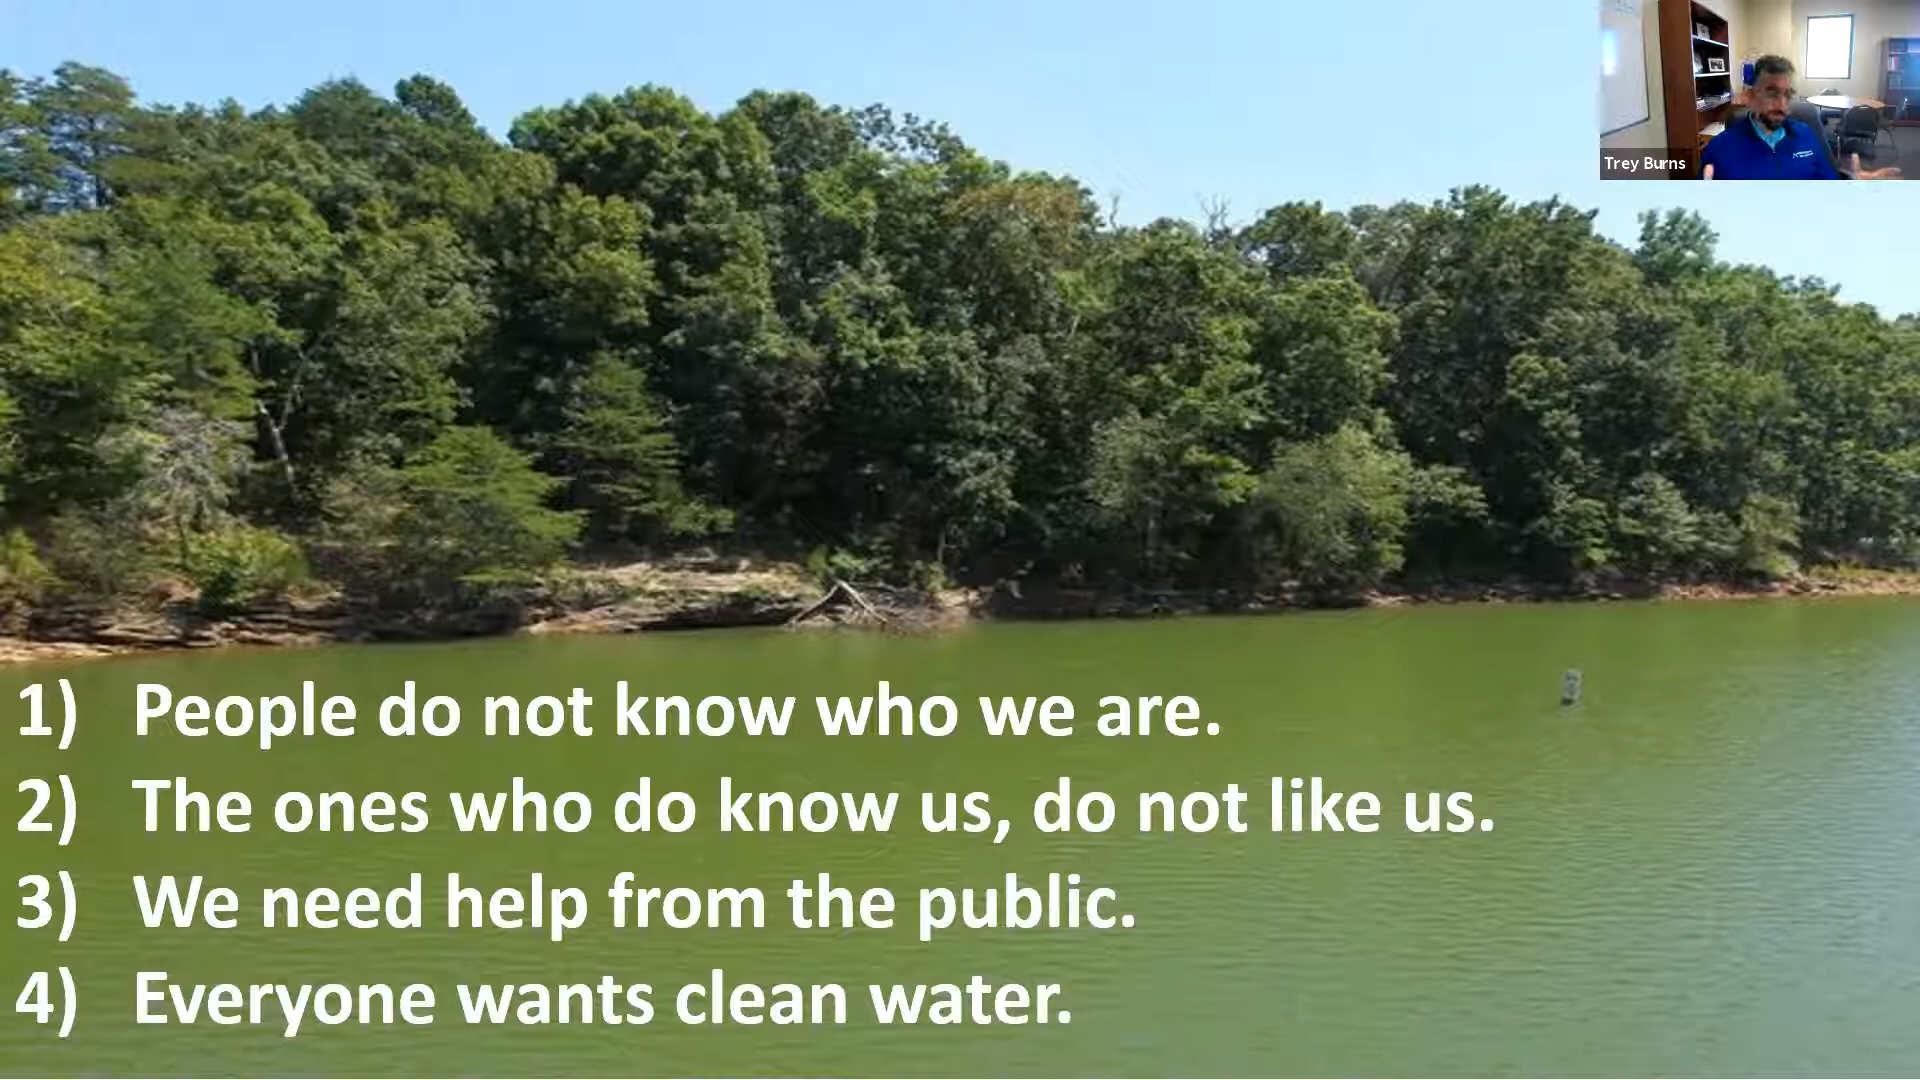 Trey Burns
1) People do not know who we are.
2) The ones who do know us, do not like us.
3) We need help from the public.
4) Everyone wants clean water.